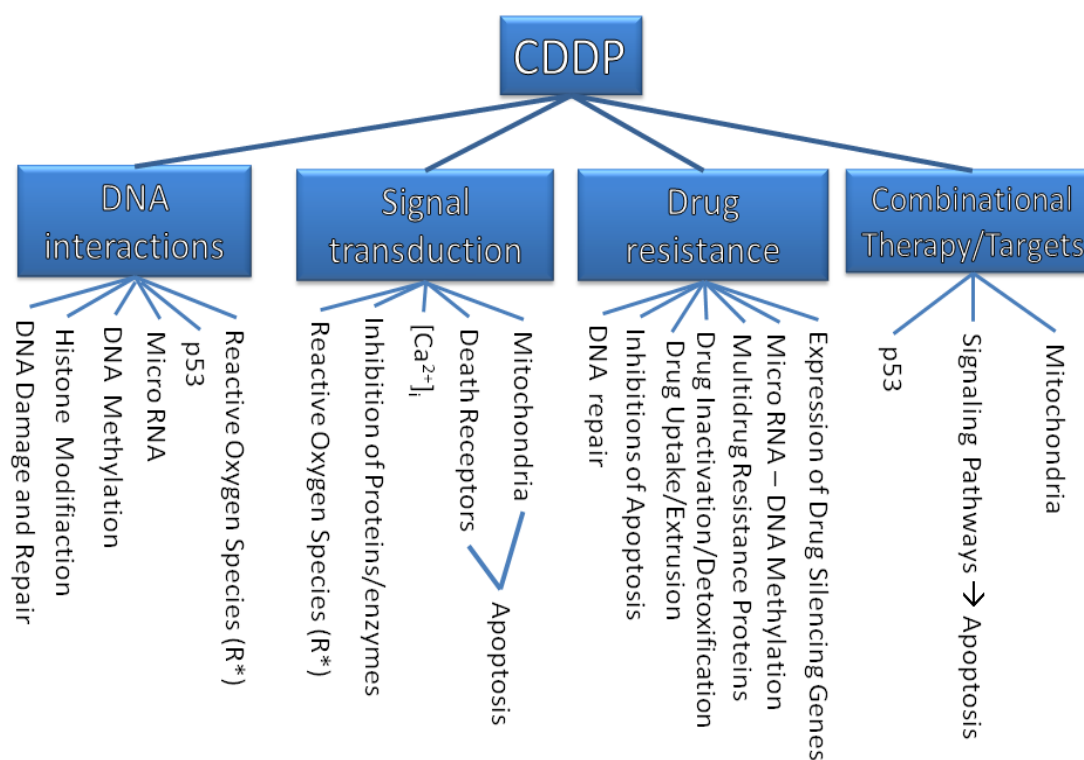 CDDP
DNA
interactions
Signal
transduction
Drug
resistance
Combinational
Therapy/Targets
DNA Damage and Repair
Histone Modifiaction
DNA Methylation
Micro RNA
p53
Reactive Oxygen Species (R*)
Reactive Oxygen Species (R*)
Inhibition of Proteins/enzymes
[Ca²⁺]ᵢ
Death Receptors
Mitochondria
Apoptosis
DNA repair
Inhibitions of Apoptosis
Drug Uptake/Extrusion
Drug Inactivation/Detoxification
Multidrug Resistance Proteins
Micro RNA – DNA Methylation
Expression of Drug Silencing Genes
p53
Signaling Pathways → Apoptosis
Mitochondria